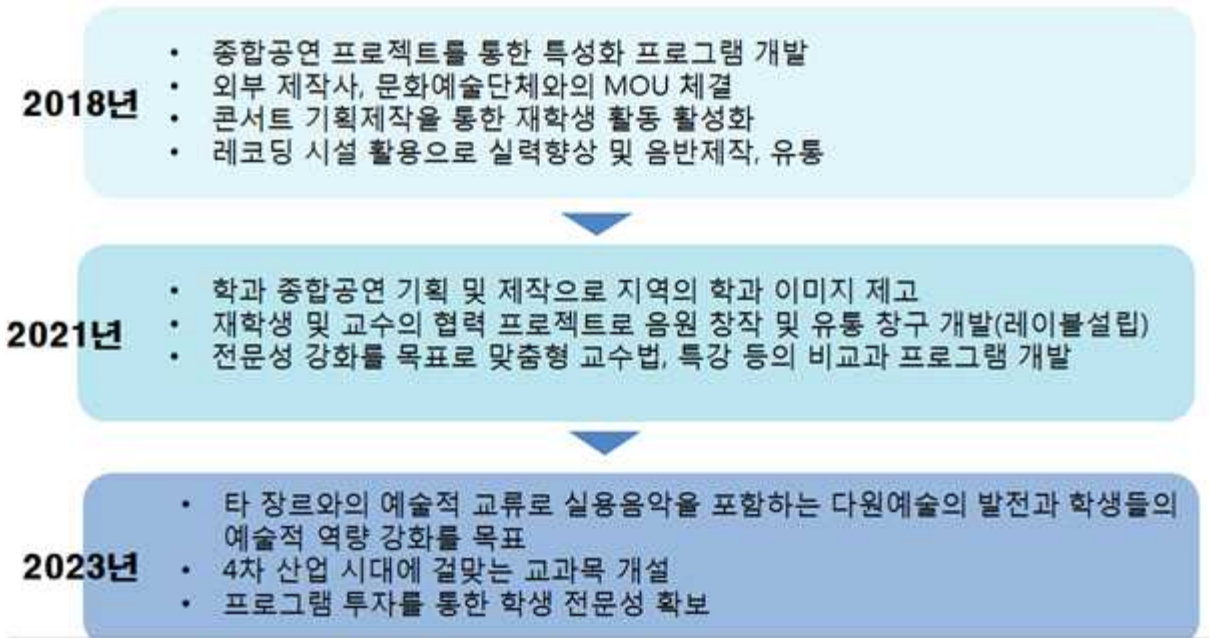 2018년
• 종합공연 프로젝트를 통한 특성화 프로그램 개발
• 외부 제작사, 문화예술단체와의 MOU 체결
• 콘서트 기획제작을 통한 재학생 활동 활성화
• 레코딩 시설 활용으로 실력향상 및 음반제작, 유통
2021년
• 학과 종합공연 기획 및 제작으로 지역의 학과 이미지 제고
• 재학생 및 교수의 협력 프로젝트로 음원 창작 및 유통 창구 개발(레이블설립)
• 전문성 강화를 목표로 맞춤형 교수법, 특강 등의 비교과 프로그램 개발
2023년
• 타 장르와의 예술적 교류로 실용음악을 포함하는 다원예술의 발전과 학생들의
예술적 역량 강화를 목표
• 4차 산업 시대에 걸맞는 교과목 개설
• 프로그램 투자를 통한 학생 전문성 확보